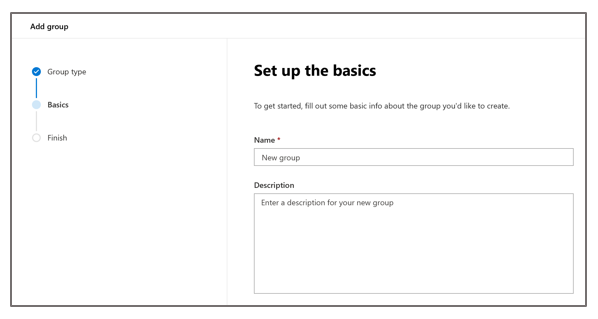 Add group
Group type
Basics
Finish
Set up the basics
To get started, fill out some basic info about the group you'd like to create.
Name *
New group
Description
Enter a description for your new group